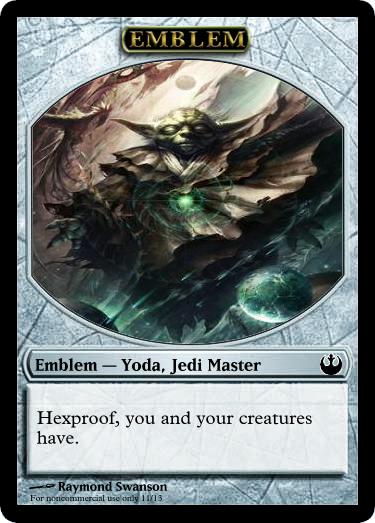 EMBLEM
Emblem — Yoda, Jedi Master
Hexproof, you and your creatures
have.
Raymond Swanson
For noncommercial use only 11/13